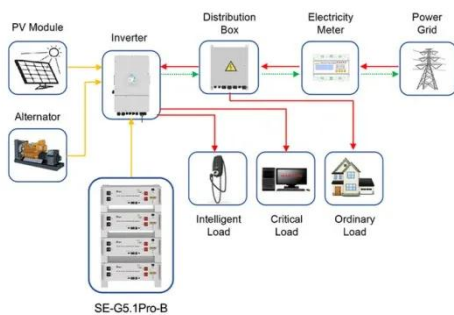 PV Module
Inverter
Distribution
Box
Electricity
Meter
Power
Grid
Alternator
Intelligent
Load
Critical
Load
Ordinary
Load
SE-G5.1Pro-B